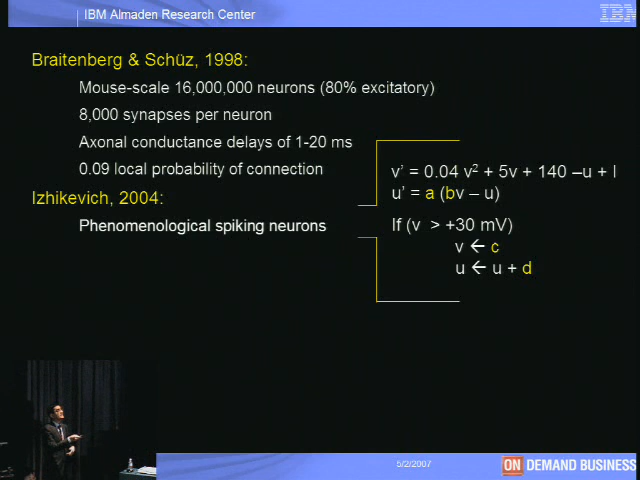 IBM Almaden Research Center
IBM
Braitenberg & Schüz, 1998:
Mouse-scale 16,000,000 neurons (80% excitatory)
8,000 synapses per neuron
Axonal conductance delays of 1-20 ms
0.09 local probability of connection
Izhikevich, 2004:
Phenomenological spiking neurons
v' = 0.04 v² + 5v + 140 –u + I
u' = a (bv – u)
If (v > +30 mV)
v ← c
u ← u + d
5/2/2007
ON DEMAND BUSINESS